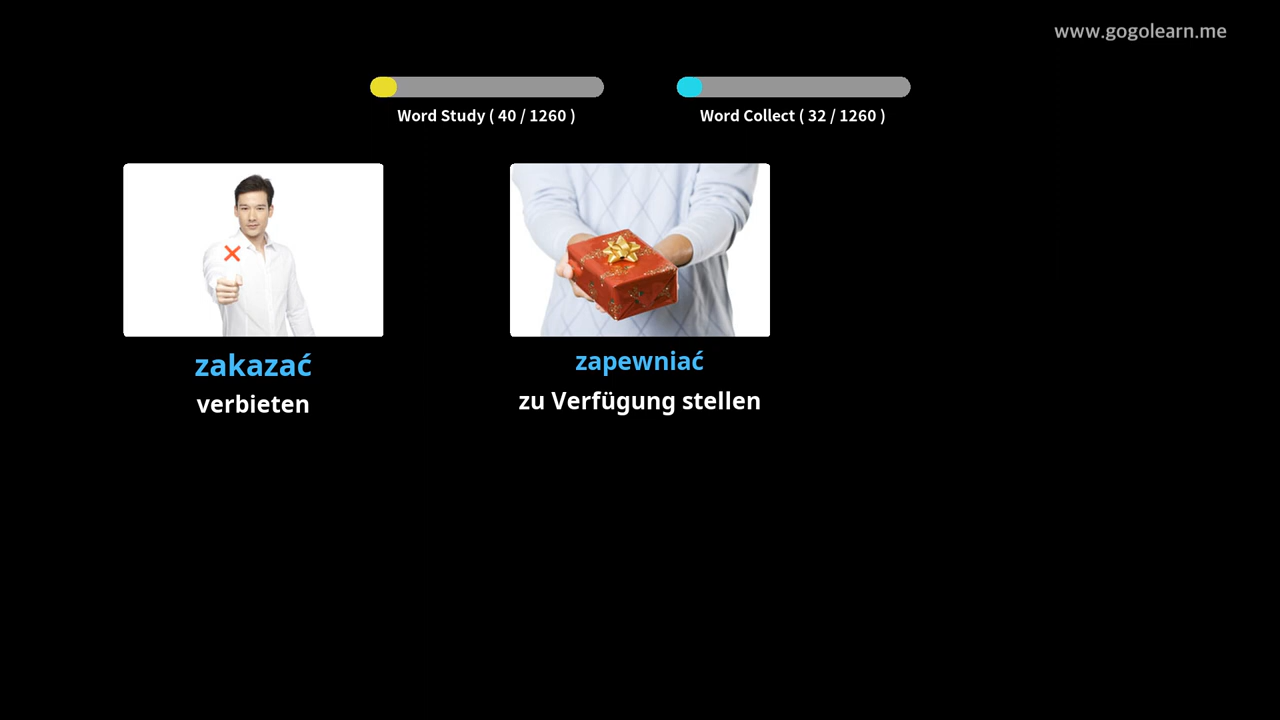 www.gogolearn.me
Word Study ( 40 / 1260 )
Word Collect ( 32 / 1260 )
zakazać
verbieten
zapewniać
zu Verfügung stellen